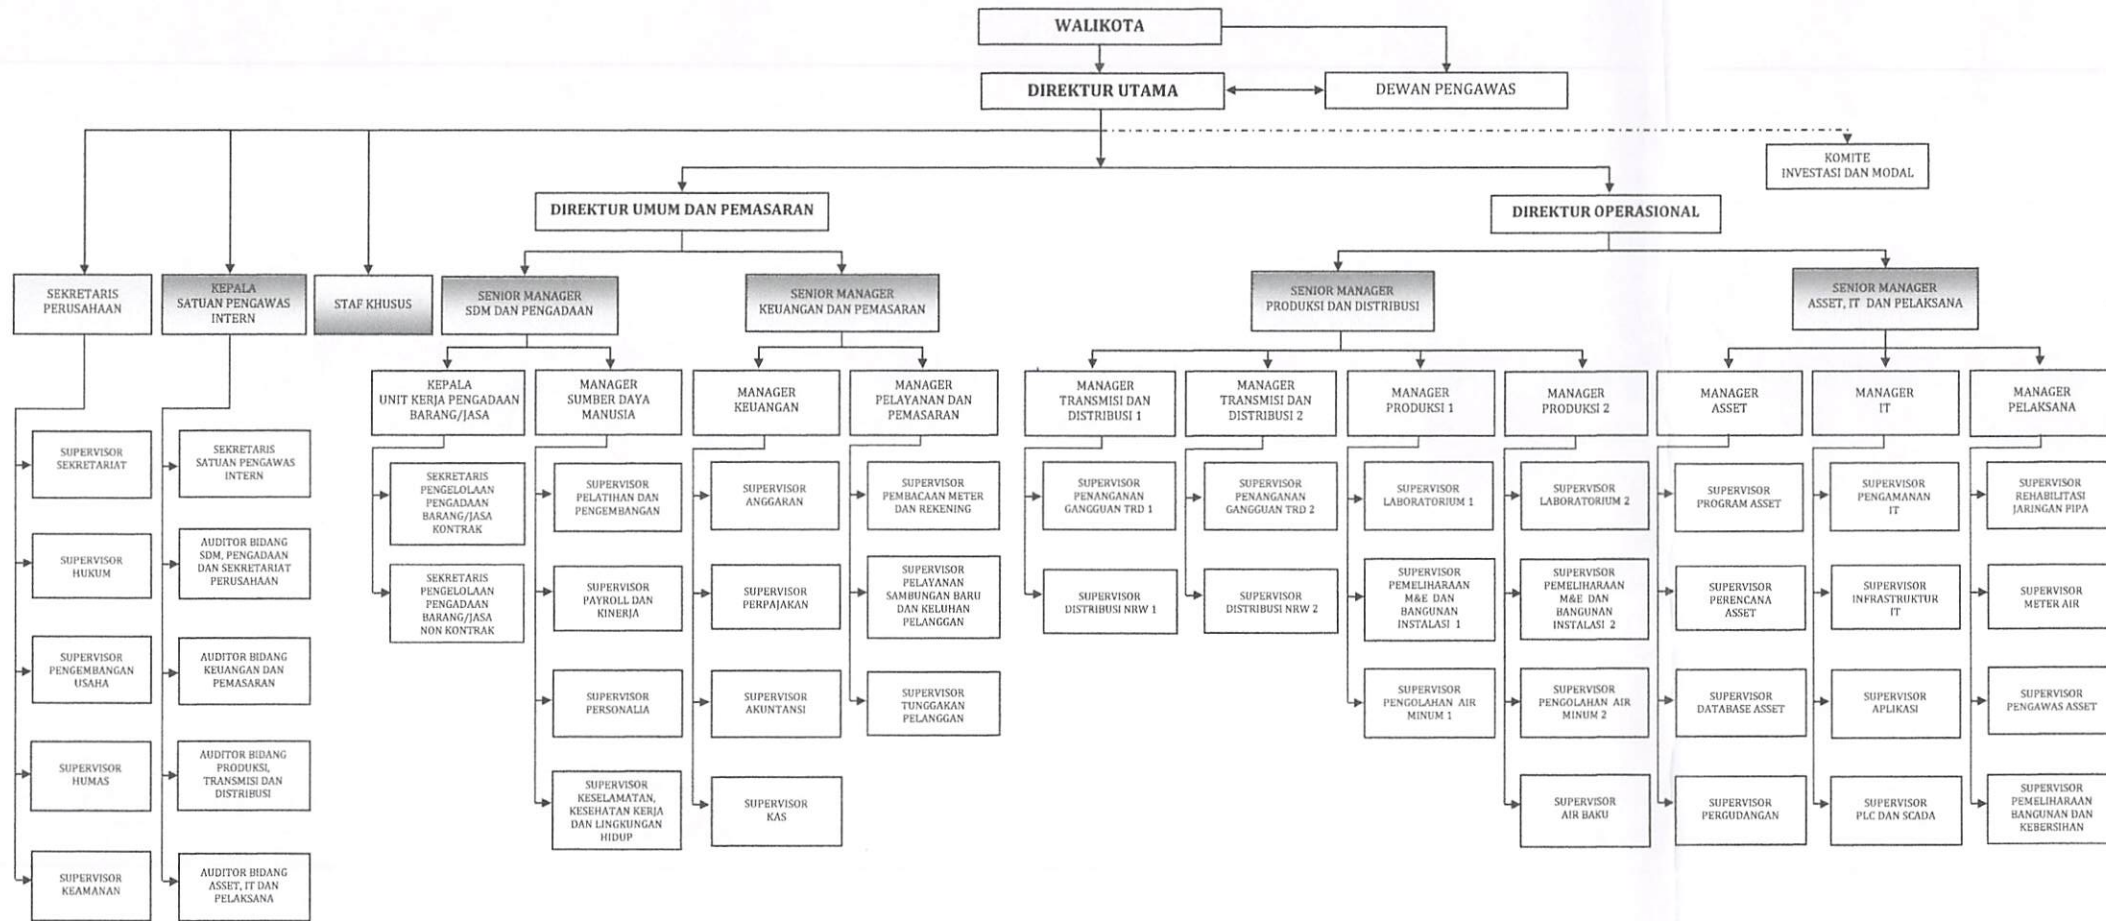 WALIKOTA
DIREKTUR UTAMA
DEWAN PENGAWAS
KOMITE
INVESTASI DAN MODAL
DIREKTUR UMUM DAN PEMASARAN
DIREKTUR OPERASIONAL
SEKRETARIS
PERUSAHAAN
KEPALA
SATUAN PENGAWAS
INTERN
STAF KHUSUS
SENIOR MANAGER
SDM DAN PENGADAAN
SENIOR MANAGER
KEUANGAN DAN PEMASARAN
SENIOR MANAGER
PRODUKSI DAN DISTRIBUSI
SENIOR MANAGER
ASSET, IT DAN PELAKSANA
KEPALA
UNIT KERJA PENGADAAN
BARANG/JASA
MANAGER
SUMBER DAYA
MANUSIA
MANAGER
KEUANGAN
MANAGER
PELAYANAN DAN
PEMASARAN
MANAGER
TRANSMISI DAN
DISTRIBUSI 1
MANAGER
TRANSMISI DAN
DISTRIBUSI 2
MANAGER
PRODUKSI 1
MANAGER
PRODUKSI 2
MANAGER
ASSET
MANAGER
IT
MANAGER
PELAKSANA
SUPERVISOR
SEKRETARIAT
SEKRETARIS
SATUAN PENGAWAS
INTERN
SEKRETARIS
PENGELOLAAN
PENGADAAN
BARANG/JASA
KONTRAK
SUPERVISOR
PELATIHAN DAN
PENGEMBANGAN
SUPERVISOR
ANGGARAN
SUPERVISOR
PEMBACAAN METER
DAN REKENING
SUPERVISOR
PENANGANAN
GANGGUAN TRD 1
SUPERVISOR
PENANGANAN
GANGGUAN TRD 2
SUPERVISOR
LABORATORIUM 1
SUPERVISOR
LABORATORIUM 2
SUPERVISOR
PROGRAM ASSET
SUPERVISOR
PENGAMANAN
IT
SUPERVISOR
REHABILITASI
JARINGAN PIPA
SUPERVISOR
HUKUM
AUDITOR BIDANG
SDM, PENGADAAN
DAN SEKRETARIAT
PERUSAHAAN
SEKRETARIS
PENGELOLAAN
PENGADAAN
BARANG/JASA
NON KONTRAK
SUPERVISOR
PAYROLL DAN
KINERJA
SUPERVISOR
PERPAJAKAN
SUPERVISOR
PELAYANAN
SAMBUNGAN BARU
DAN KELUHAN
PELANGGAN
SUPERVISOR
DISTRIBUSI NRW 1
SUPERVISOR
DISTRIBUSI NRW 2
SUPERVISOR
PEMELIHARAAN
M&E DAN
BANGUNAN
INSTALASI 1
SUPERVISOR
PEMELIHARAAN
M&E DAN
BANGUNAN
INSTALASI 2
SUPERVISOR
PERENCANA
ASSET
SUPERVISOR
INFRASTRUKTUR
IT
SUPERVISOR
METER AIR
SUPERVISOR
PENGEMBANGAN
USAHA
AUDITOR BIDANG
KEUANGAN DAN
PEMASARAN
SUPERVISOR
PERSONALIA
SUPERVISOR
AKUNTANSI
SUPERVISOR
TUNGGAKAN
PELANGGAN
SUPERVISOR
PENGOLAHAN AIR
MINUM 1
SUPERVISOR
PENGOLAHAN AIR
MINUM 2
SUPERVISOR
DATABASE ASSET
SUPERVISOR
APLIKASI
SUPERVISOR
PENGAWAS ASSET
SUPERVISOR
HUMAS
AUDITOR BIDANG
PRODUKSI,
TRANSMISI DAN
DISTRIBUSI
SUPERVISOR
KESELAMATAN,
KESEHATAN KERJA
DAN LINGKUNGAN
HIDUP
SUPERVISOR
KAS
SUPERVISOR
AIR BAKU
SUPERVISOR
PERGUDANGAN
SUPERVISOR
PLC DAN SCADA
SUPERVISOR
PEMELIHARAAN
BANGUNAN DAN
KEBERSIHAN
SUPERVISOR
KEAMANAN
AUDITOR BIDANG
ASSET, IT DAN
PELAKSANA